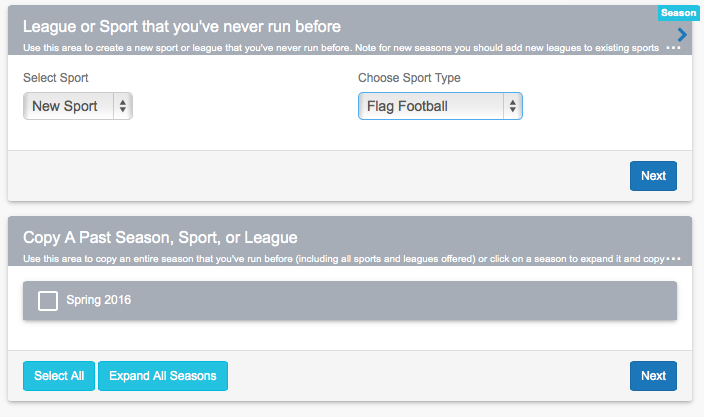 Season
League or Sport that you've never run before
Use this area to create a new sport or league that you've never run before. Note for new seasons you should add new leagues to existing sports ...
Select Sport
Choose Sport Type
New Sport
Flag Football
Next
Copy A Past Season, Sport, or League
Use this area to copy an entire season that you've run before (including all sports and leagues offered) or click on a season to expand it and copy ...
Spring 2016
Select All
Expand All Seasons
Next